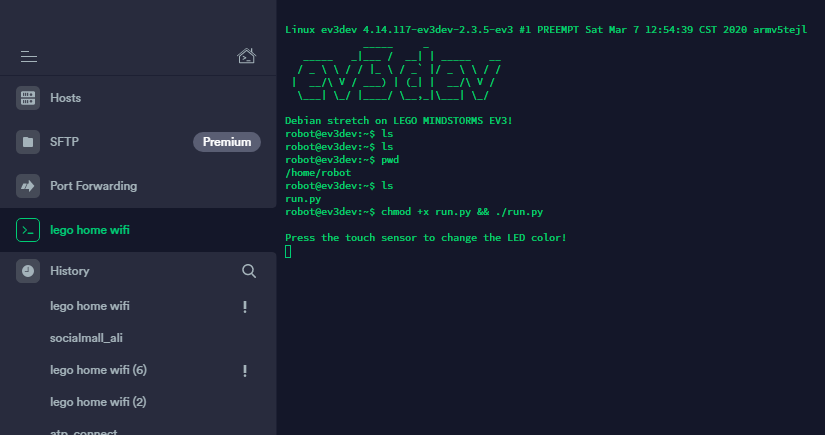 Hosts
SFTP
Premium
Port Forwarding
lego home wifi
History
lego home wifi
socialmall_ali
lego home wifi (6)
lego home wifi (2)
atp_connect
Linux ev3dev 4.14.117-ev3dev-2.3.5-ev3 #1 PREEMPT Sat Mar 7 12:54:39 CST 2020 armv5tejl
ev3dev
Debian stretch on LEGO MINDSTORMS EV3!
robot@ev3dev:~$ ls
robot@ev3dev:~$ ls
robot@ev3dev:~$ pwd
/home/robot
robot@ev3dev:~$ ls
run.py
robot@ev3dev:~$ chmod +x run.py && ./run.py
Press the touch sensor to change the LED color!